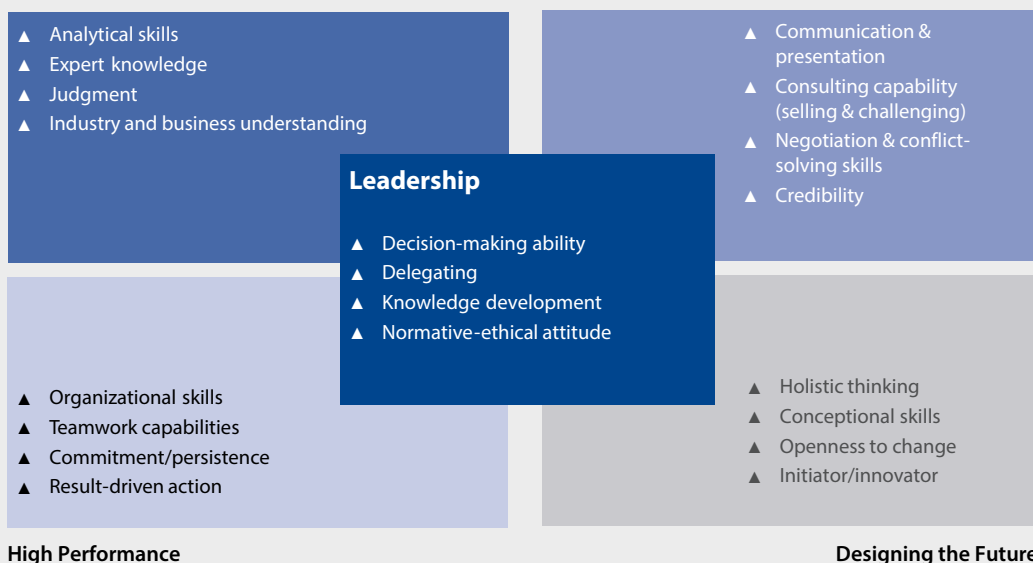 ▲ Analytical skills
▲ Expert knowledge
▲ Judgment
▲ Industry and business understanding
▲ Communication &
presentation
▲ Consulting capability
(selling & challenging)
▲ Negotiation & conflict-
solving skills
▲ Credibility
Leadership
▲ Decision-making ability
▲ Delegating
▲ Knowledge development
▲ Normative-ethical attitude
▲ Organizational skills
▲ Teamwork capabilities
▲ Commitment/persistence
▲ Result-driven action
▲ Holistic thinking
▲ Conceptional skills
▲ Openness to change
▲ Initiator/innovator
High Performance
Designing the Future